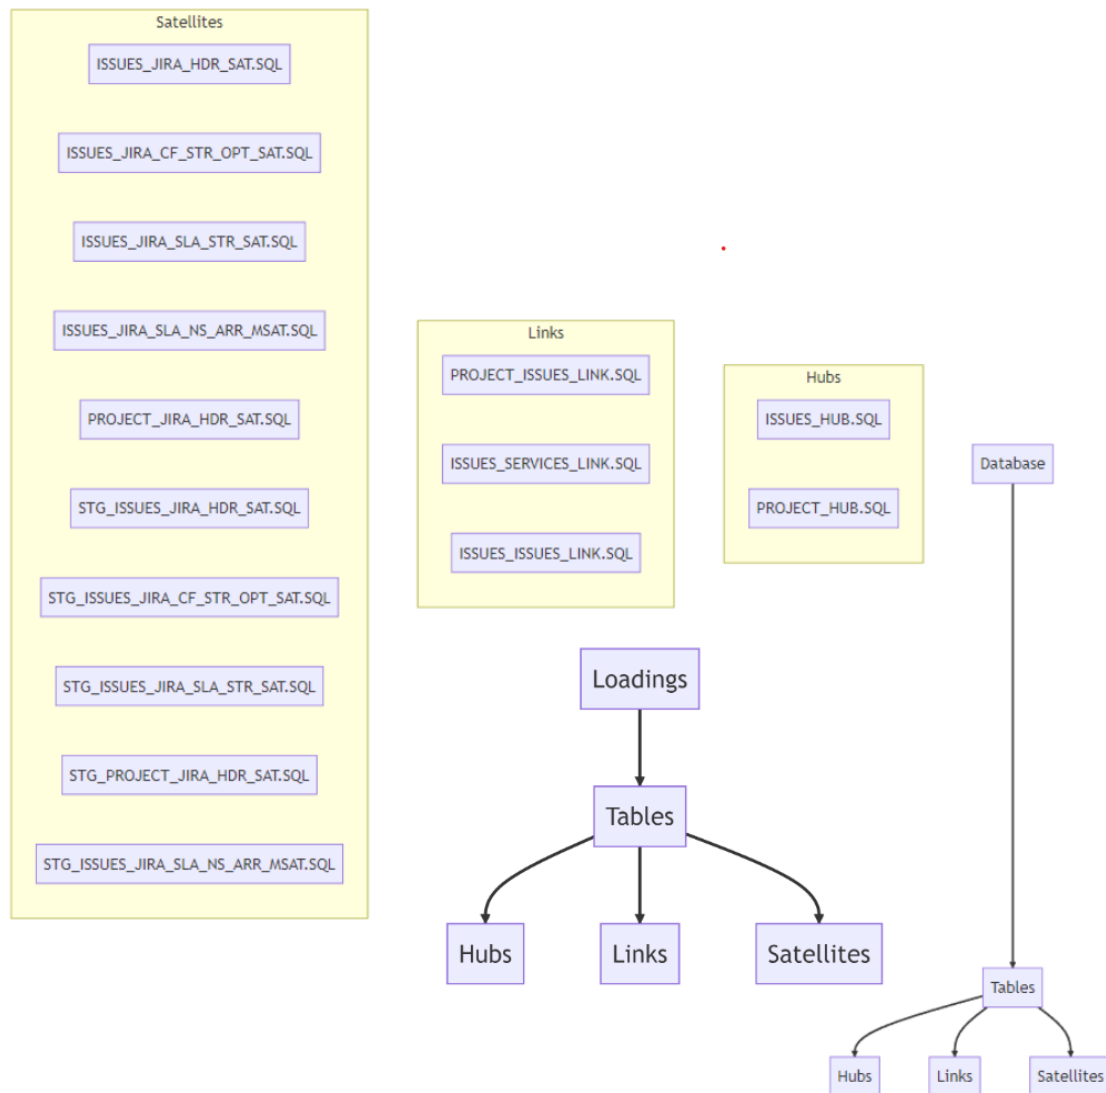 Satellites
ISSUES_JIRA_HDR_SAT.SQL
ISSUES_JIRA_CF_STR_OPT_SAT.SQL
ISSUES_JIRA_SLA_STR_SAT.SQL
ISSUES_JIRA_SLA_NS_ARR_MSAT.SQL
PROJECT_JIRA_HDR_SAT.SQL
STG_ISSUES_JIRA_HDR_SAT.SQL
STG_ISSUES_JIRA_CF_STR_OPT_SAT.SQL
STG_ISSUES_JIRA_SLA_STR_SAT.SQL
STG_PROJECT_JIRA_HDR_SAT.SQL
STG_ISSUES_JIRA_SLA_NS_ARR_MSAT.SQL
Links
PROJECT_ISSUES_LINK.SQL
ISSUES_SERVICES_LINK.SQL
ISSUES_ISSUES_LINK.SQL
Hubs
ISSUES_HUB.SQL
PROJECT_HUB.SQL
Loadings
Tables
Hubs
Links
Satellites
Database
Tables
Hubs
Links
Satellites